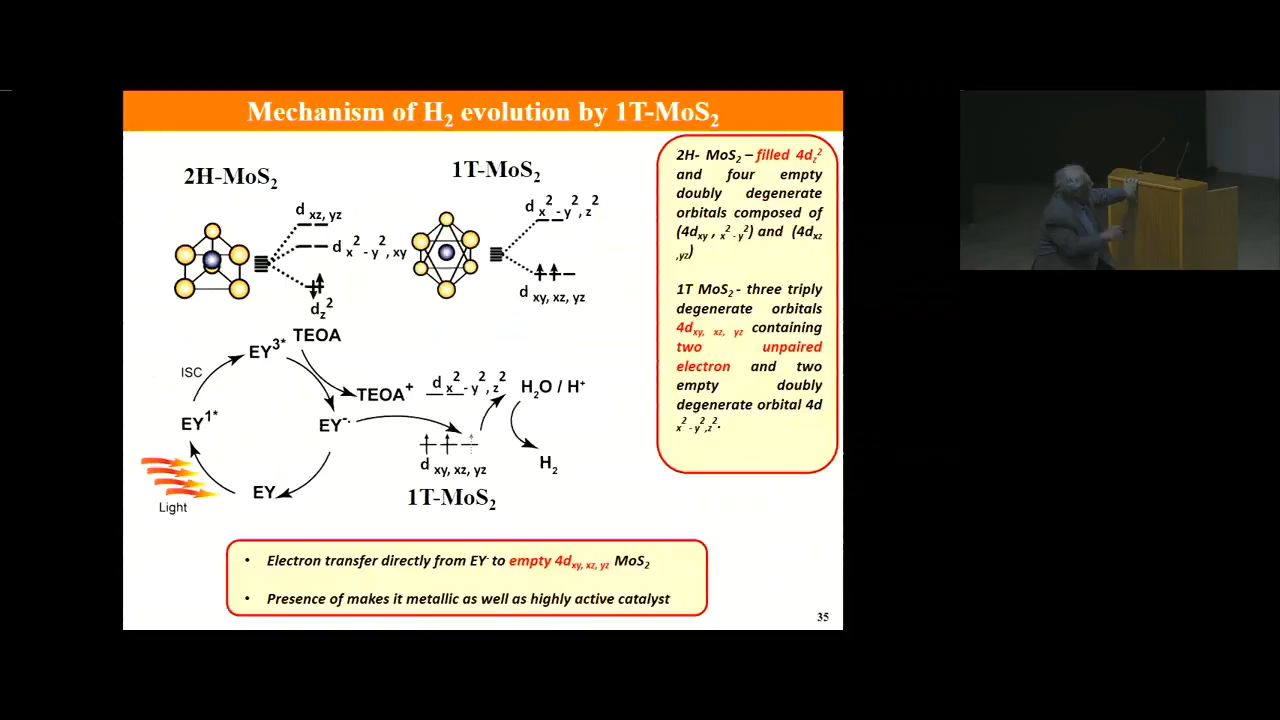 Mechanism of H₂ evolution by 1T-MoS₂
2H-MoS₂
1T-MoS₂
d xz, yz
d x²- y², xy
dz²
d x²- y², z²
d xy, xz, yz
TEOA
EY³*
ISC
TEOA⁺
d x²- y², z²
H₂O / H⁺
EY¹*
EY⁻·
d xy, xz, yz
H₂
EY
Light
1T-MoS₂
2H- MoS₂ – filled 4dz²
and four empty
doubly degenerate
orbitals composed of
(4dxy , x² - y²) and (4dxz
,yz)
1T MoS₂ - three triply
degenerate orbitals
4dxy, xz, yz containing
two unpaired
electron and two
empty doubly
degenerate orbital 4d
x² - y²,z².
• Electron transfer directly from EY⁻ to empty 4dxy, xz, yz MoS₂
• Presence of makes it metallic as well as highly active catalyst
35